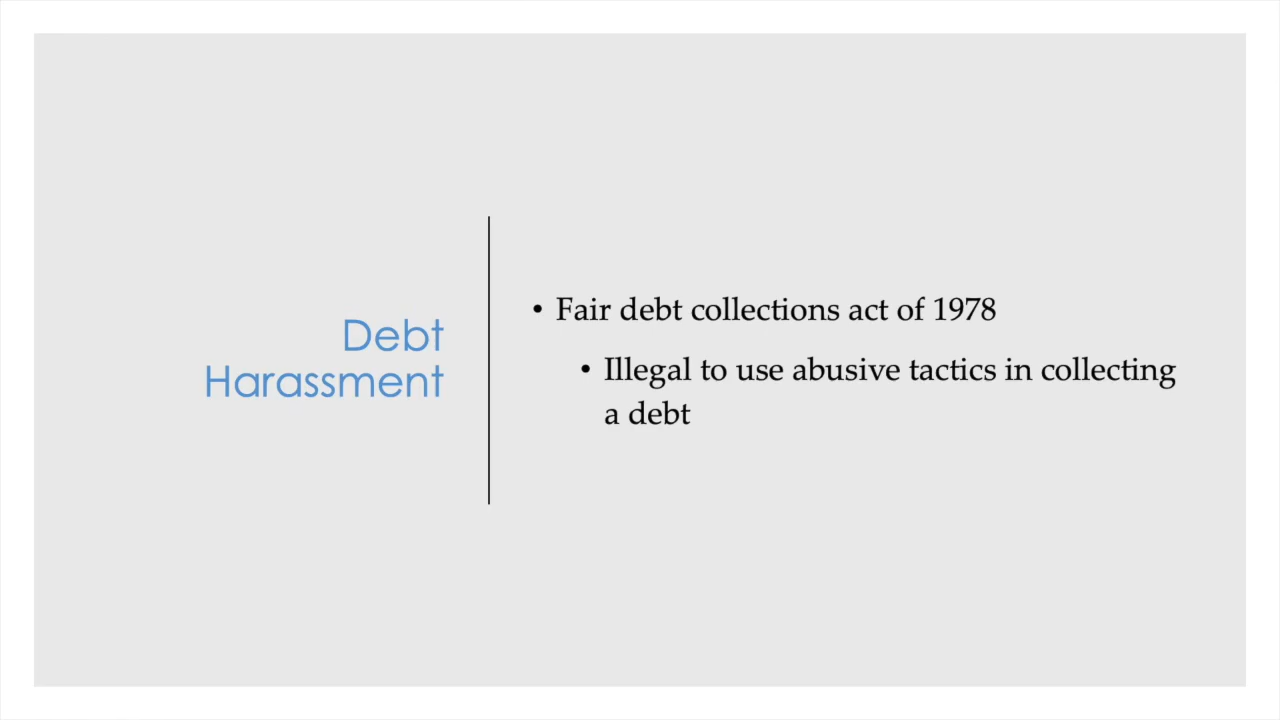 Debt
Harassment
• Fair debt collections act of 1978
• Illegal to use abusive tactics in collecting
a debt